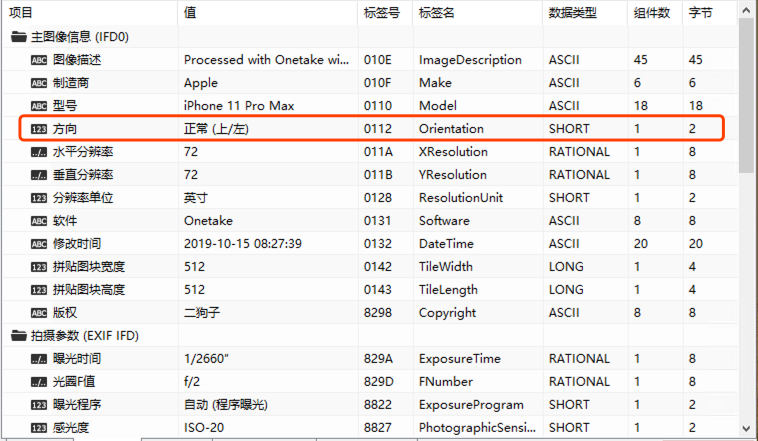 项目 值 标签号 标签名 数据类型 组件数 字节
主图像信息 (IFD0)
ABC 图像描述 Processed with Onetake wi... 010E ImageDescription ASCII 45 45
ABC 制造商 Apple 010F Make ASCII 6 6
ABC 型号 iPhone 11 Pro Max 0110 Model ASCII 18 18
123 方向 正常 (上/左) 0112 Orientation SHORT 1 2
../.. 水平分辨率 72 011A XResolution RATIONAL 1 8
../.. 垂直分辨率 72 011B YResolution RATIONAL 1 8
123 分辨率单位 英寸 0128 ResolutionUnit SHORT 1 2
ABC 软件 Onetake 0131 Software ASCII 8 8
ABC 修改时间 2019-10-15 08:27:39 0132 DateTime ASCII 20 20
123 拼贴图块宽度 512 0142 TileWidth LONG 1 4
123 拼贴图块高度 512 0143 TileLength LONG 1 4
ABC 版权 二狗子 8298 Copyright ASCII 8 8
拍摄参数 (EXIF IFD)
../.. 曝光时间 1/2660" 829A ExposureTime RATIONAL 1 8
../.. 光圈F值 f/2 829D FNumber RATIONAL 1 8
123 曝光程序 自动 (程序曝光) 8822 ExposureProgram SHORT 1 2
123 感光度 ISO-20 8827 PhotographicSensi... SHORT 1 2